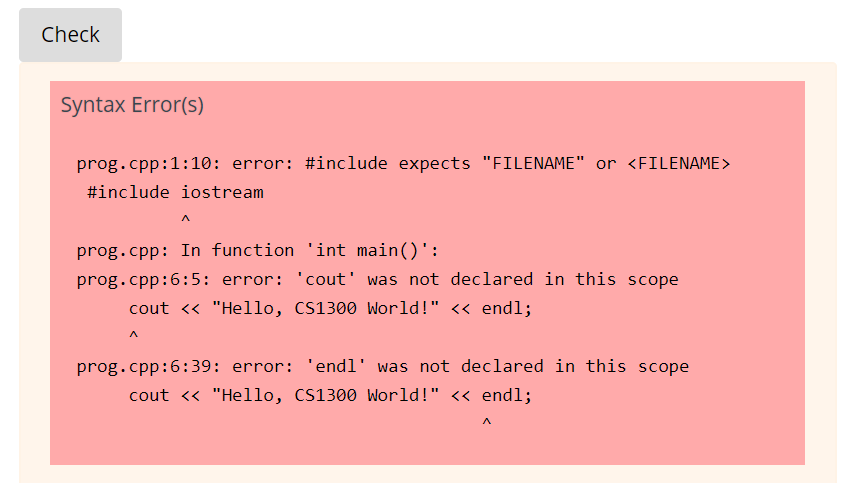 Check
Syntax Error(s)
prog.cpp:1:10: error: #include expects "FILENAME" or <FILENAME>
 #include iostream
          ^
prog.cpp: In function 'int main()':
prog.cpp:6:5: error: 'cout' was not declared in this scope
     cout << "Hello, CS1300 World!" << endl;
     ^
prog.cpp:6:39: error: 'endl' was not declared in this scope
     cout << "Hello, CS1300 World!" << endl;
                                       ^